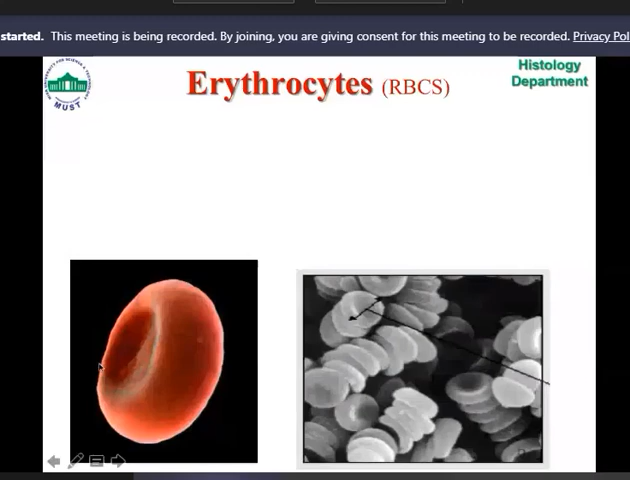 started. This meeting is being recorded. By joining, you are giving consent for this meeting to be recorded. Privacy Pol
MUST
Erythrocytes (RBCS)
Histology
Department